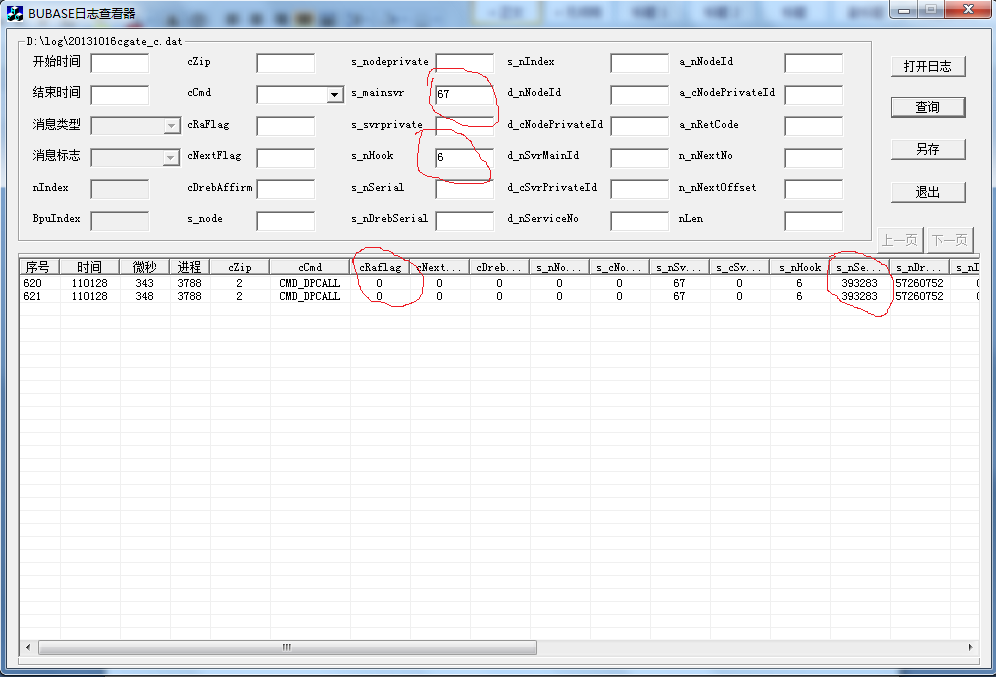 BUBASE日志查看器
D:\log\20131016cgate_c.dat
开始时间 cZip s_nodeprivate s_nIndex a_nNodeId 打开日志
结束时间 cCmd s_mainsvr 67 d_nNodeId a_cNodePrivateId 查询
消息类型 cRaFlag s_svrprivate d_cNodePrivateId a_nRetCode
消息标志 cNextFlag s_nHook 6 d_nSvrMainId n_nNextNo 另存
nIndex cDrebAffirm s_nSerial d_cSvrPrivateId n_nNextOffset 退出
BpuIndex s_node s_nDrebSerial d_nServiceNo nLen
上一页 下一页
序号 时间 微秒 进程 cZip cCmd cRaflag cNext... cDreb... s_nNo... s_cNo... s_nSv... s_cSv... s_nHook s_nSe... s_nDr...
620 110128 343 3788 2 CMD_DPCALL 0 0 0 0 0 67 0 6 393283 57260752
621 110128 348 3788 2 CMD_DPCALL 0 0 0 0 0 67 0 6 393283 57260752